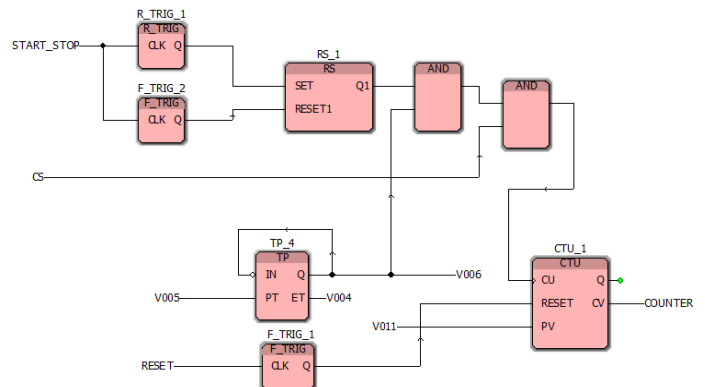 R_TRIG_1
R_TRIG
START_STOP
CLK Q
RS_1
RS
AND
F_TRIG_2
F_TRIG
SET Q1
RESET1
AND
CLK Q
CS
TP_4
TP
CTU_1
CTU
IN Q
V006
CU Q
V005
PT ET
V004
RESET CV
COUNTER
V011
PV
F_TRIG_1
F_TRIG
RESET
CLK Q